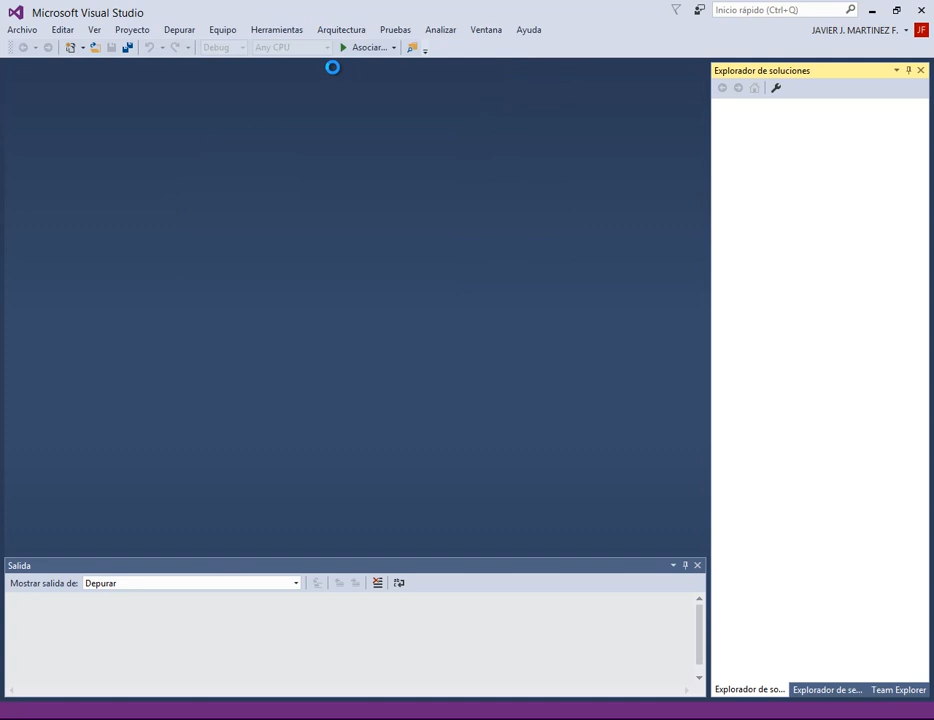 Microsoft Visual Studio
Inicio rápido (Ctrl+Q)
Archivo Editar Ver Proyecto Depurar Equipo Herramientas Arquitectura Pruebas Analizar Ventana Ayuda
JAVIER J. MARTINEZ F. JF
Debug Any CPU Asociar...
Explorador de soluciones
Salida
Mostrar salida de: Depurar
Explorador de so... Explorador de se... Team Explorer